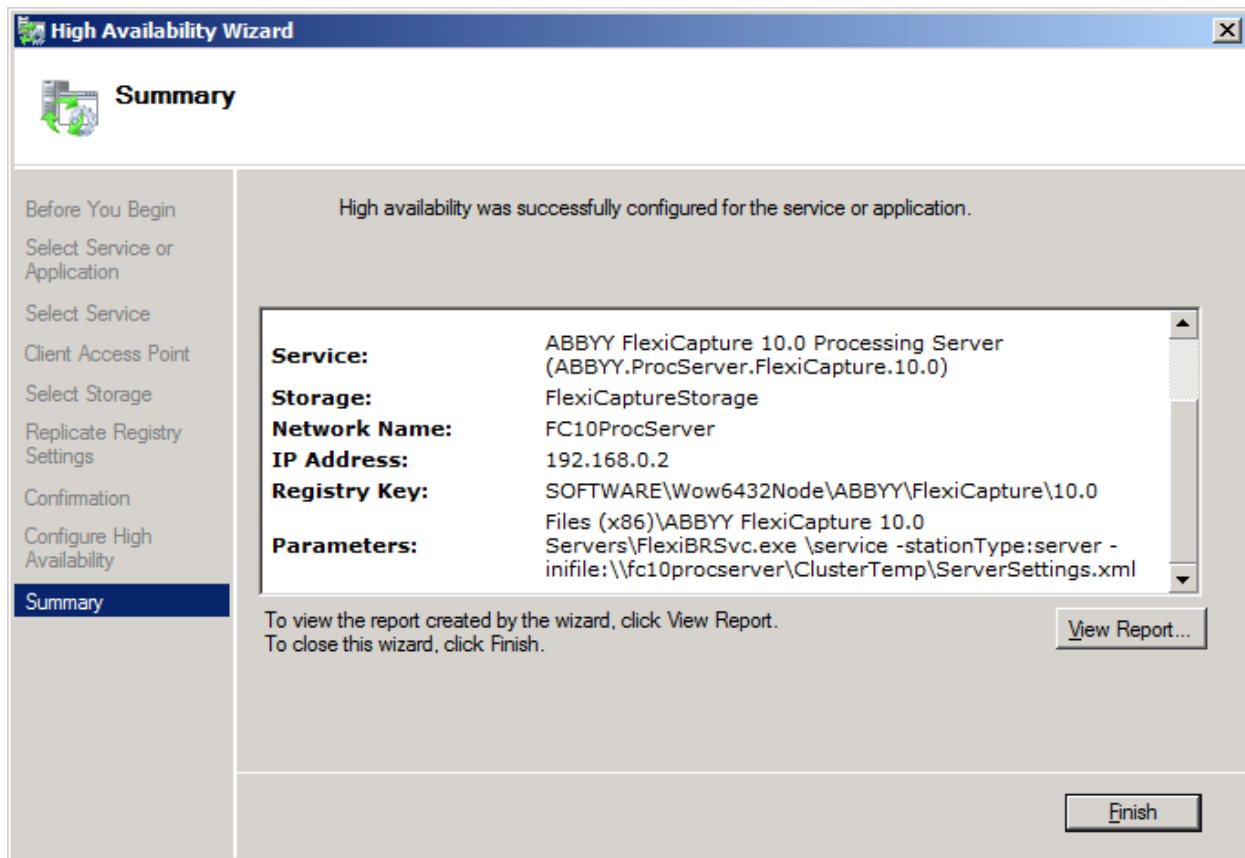 High Availability Wizard
Summary
Before You Begin
Select Service or
Application
Select Service
Client Access Point
Select Storage
Replicate Registry
Settings
Confirmation
Configure High
Availability
Summary
High availability was successfully configured for the service or application.
Service: ABBYY FlexiCapture 10.0 Processing Server
(ABBYY.ProcServer.FlexiCapture.10.0)
Storage: FlexiCaptureStorage
Network Name: FC10ProcServer
IP Address: 192.168.0.2
Registry Key: SOFTWARE\Wow6432Node\ABBYY\FlexiCapture\10.0
Files (x86)\ABBYY FlexiCapture 10.0
Parameters: Servers\FlexiBRSvc.exe \service -stationType:server -
inifile:\\fc10procserver\ClusterTemp\ServerSettings.xml
To view the report created by the wizard, click View Report.
To close this wizard, click Finish.
View Report...
Finish